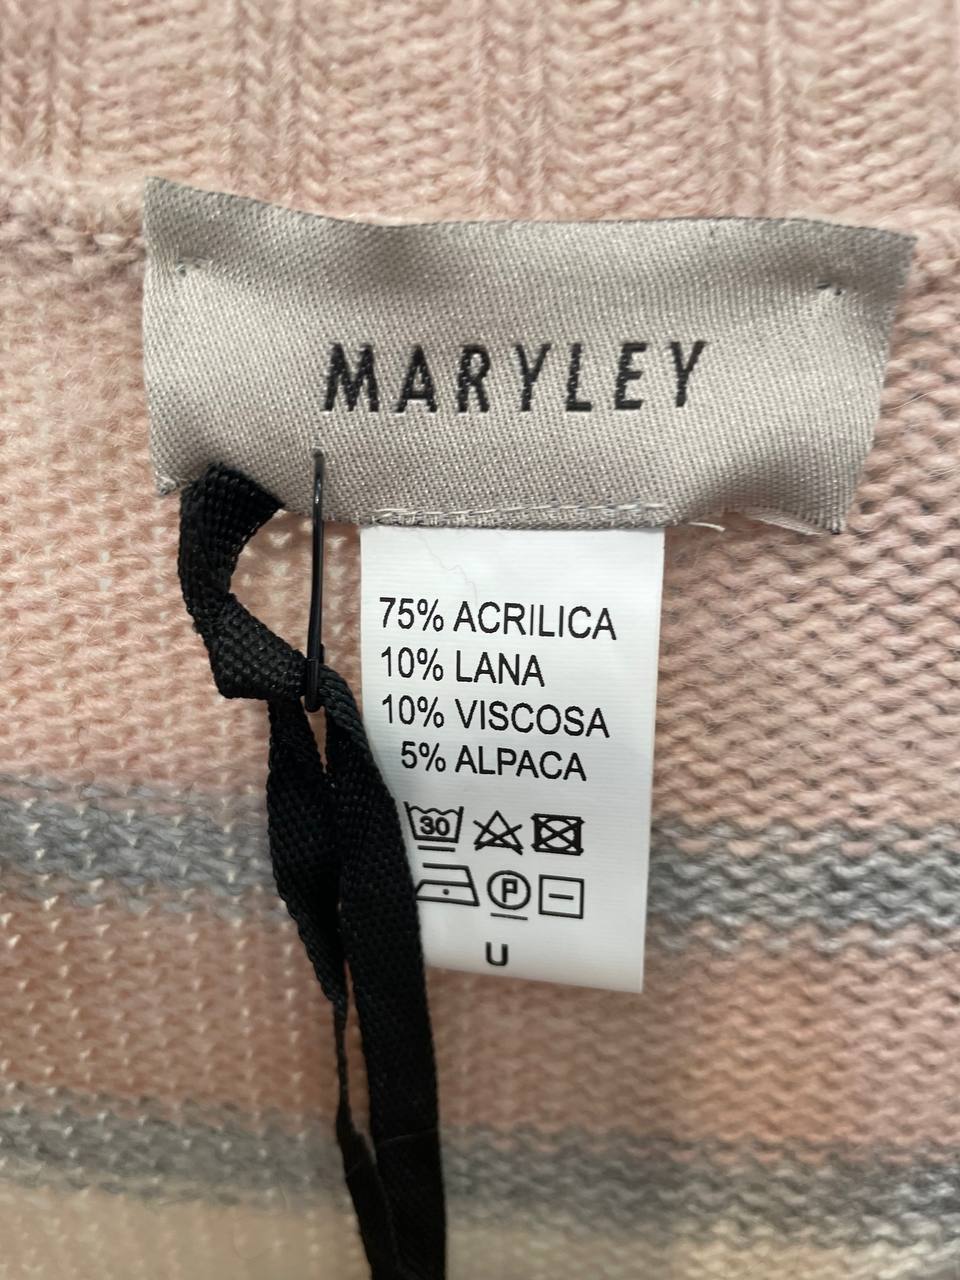 MARYLEY
75% ACRILICA
10% LANA
10% VISCOSA
5% ALPACA
30
P
U